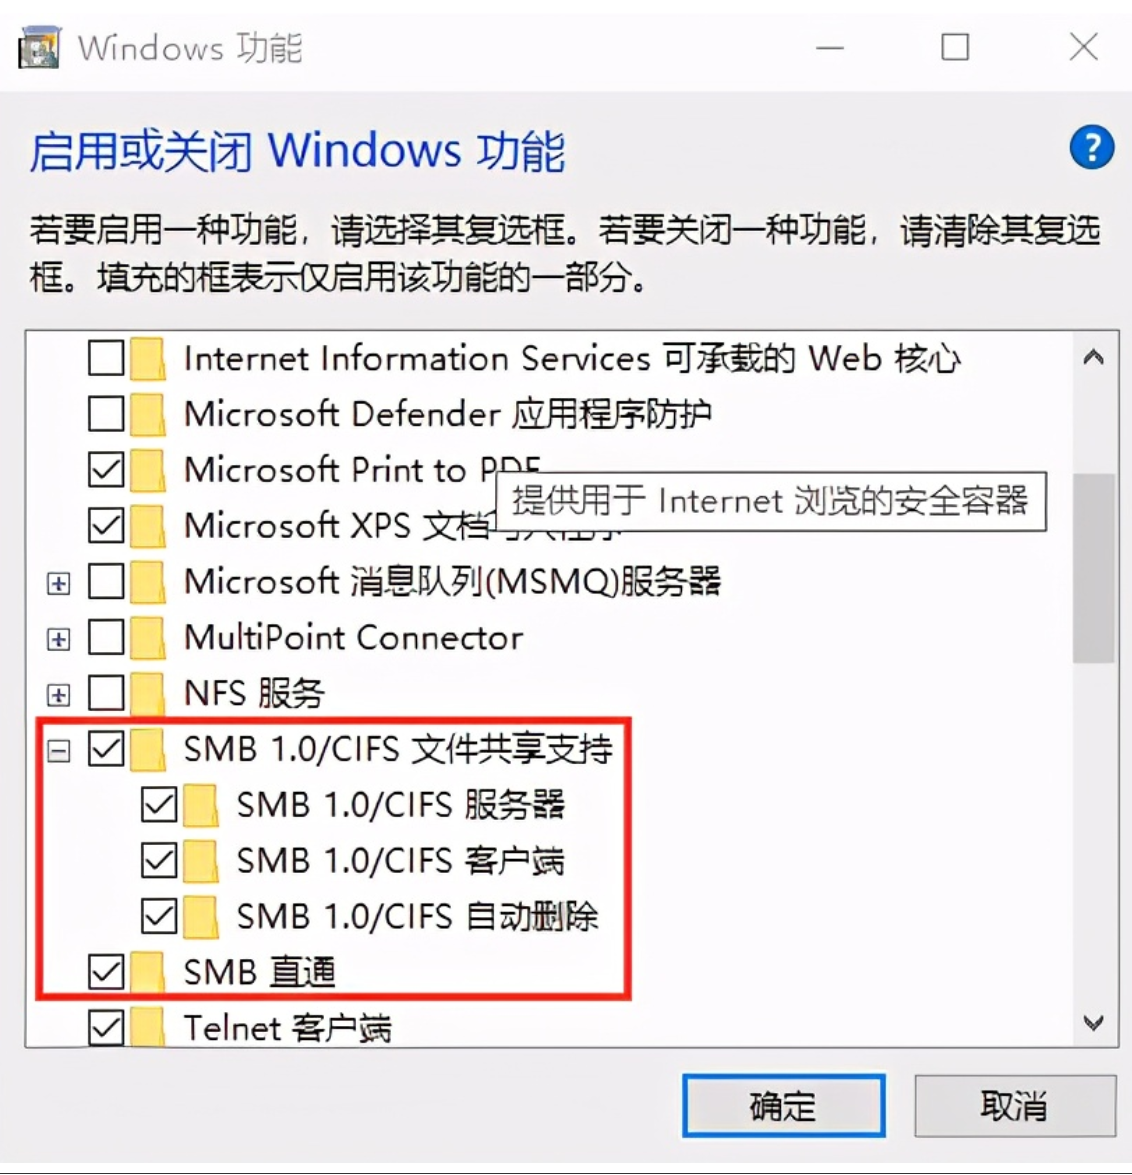 Windows 功能
启用或关闭 Windows 功能
?
若要启用一种功能，请选择其复选框。若要关闭一种功能，请清除其复选
框。填充的框表示仅启用该功能的一部分。
Internet Information Services 可承载的 Web 核心
Microsoft Defender 应用程序防护
Microsoft Print to PDF
提供用于 Internet 浏览的安全容器
Microsoft XPS 文档
Microsoft 消息队列(MSMQ)服务器
MultiPoint Connector
NFS 服务
SMB 1.0/CIFS 文件共享支持
SMB 1.0/CIFS 服务器
SMB 1.0/CIFS 客户端
SMB 1.0/CIFS 自动删除
SMB 直通
Telnet 客户端
确定
取消